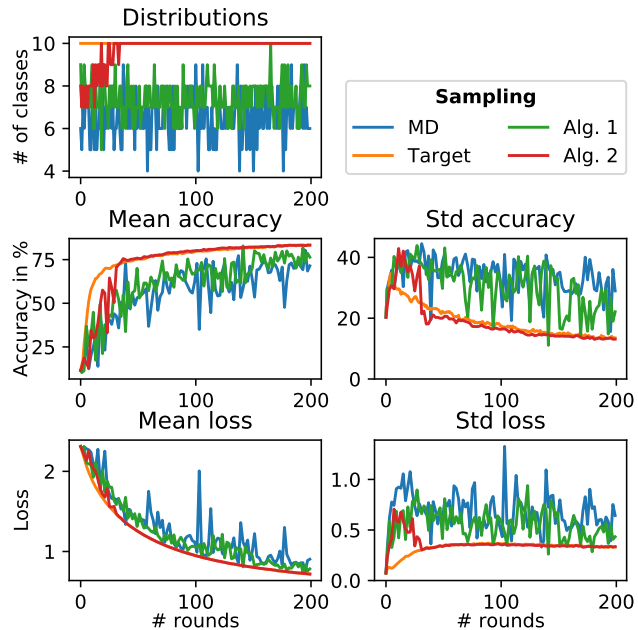 Distributions
# of classes
10
8
6
4
0
100
200
Sampling
MD
Alg. 1
Target
Alg. 2
Mean accuracy
Accuracy in %
75
50
25
0
100
200
Std accuracy
40
20
0
0
100
200
Mean loss
Loss
2
1
0
100
200
# rounds
Std loss
1.0
0.5
0.0
0
100
200
# rounds